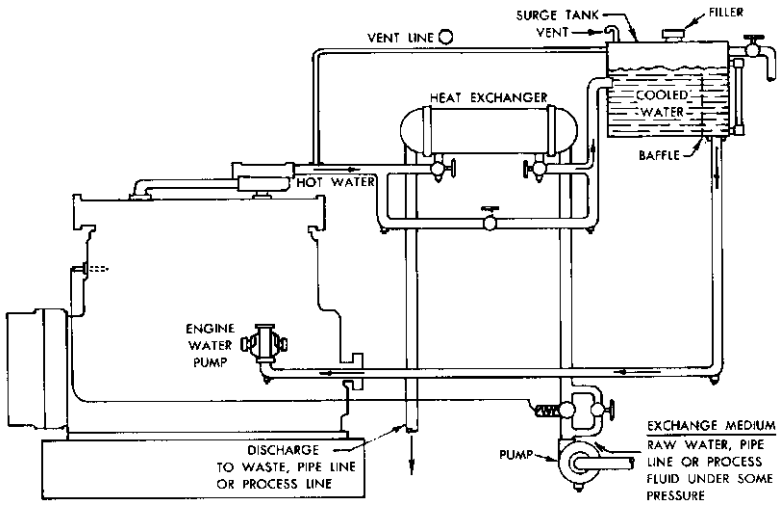 SURGE TANK
FILLER
VENT LINE
VENT
HEAT EXCHANGER
COOLED
WATER
BAFFLE
HOT WATER
ENGINE
WATER
PUMP
DISCHARGE
TO WASTE, PIPE LINE
OR PROCESS LINE
PUMP
EXCHANGE MEDIUM
RAW WATER, PIPE
LINE OR PROCESS
FLUID UNDER SOME
PRESSURE